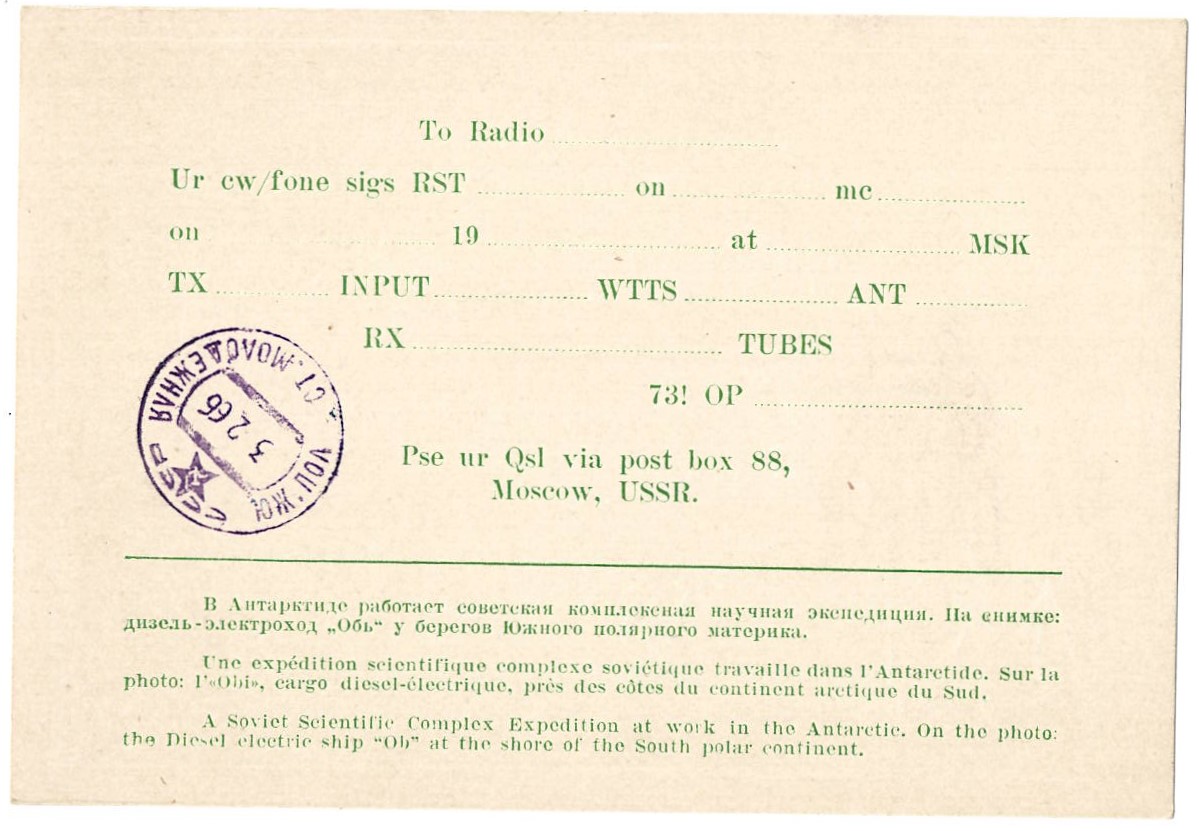 To Radio
Ur cw/fone sigs RST on mc
on 19 at MSK
TX INPUT WTTS ANT
RX TUBES
73! OP
Pse ur Qsl via post box 88,
Moscow, USSR.
СТ. МОЛОДЕЖНАЯ
3 2 66
СССР
В Антарктиде работает советская комплексная научная экспедиция. На снимке:
дизель-электроход „Обь“ у берегов Южного полярного материка.
Une expédition scientifique complexe soviétique travaille dans l'Antarctide. Sur la
photo: l'«Obi», cargo diesel-électrique, près des côtes du continent arctique du Sud.
A Soviet Scientific Complex Expedition at work in the Antarctic. On the photo:
the Diesel electric ship “Ob” at the shore of the South polar continent.